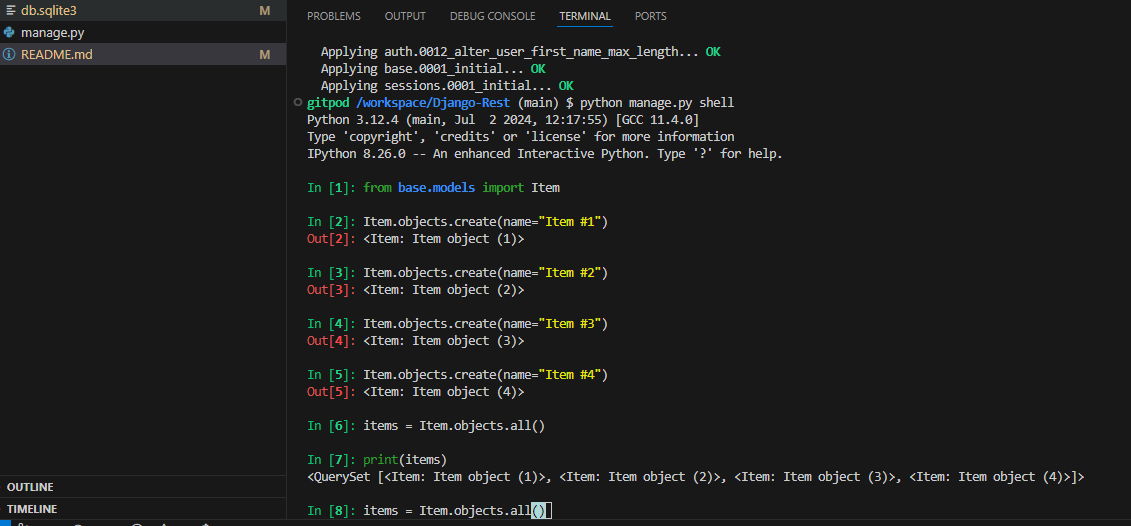 db.sqlite3 M
manage.py
README.md M
OUTLINE
TIMELINE
PROBLEMS OUTPUT DEBUG CONSOLE TERMINAL PORTS
Applying auth.0012_alter_user_first_name_max_length... OK
Applying base.0001_initial... OK
Applying sessions.0001_initial... OK
gitpod /workspace/Django-Rest (main) $ python manage.py shell
Python 3.12.4 (main, Jul  2 2024, 12:17:55) [GCC 11.4.0]
Type 'copyright', 'credits' or 'license' for more information
IPython 8.26.0 -- An enhanced Interactive Python. Type '?' for help.
In [1]: from base.models import Item
In [2]: Item.objects.create(name="Item #1")
Out[2]: <Item: Item object (1)>
In [3]: Item.objects.create(name="Item #2")
Out[3]: <Item: Item object (2)>
In [4]: Item.objects.create(name="Item #3")
Out[4]: <Item: Item object (3)>
In [5]: Item.objects.create(name="Item #4")
Out[5]: <Item: Item object (4)>
In [6]: items = Item.objects.all()
In [7]: print(items)
<QuerySet [<Item: Item object (1)>, <Item: Item object (2)>, <Item: Item object (3)>, <Item: Item object (4)>]>
In [8]: items = Item.objects.all()